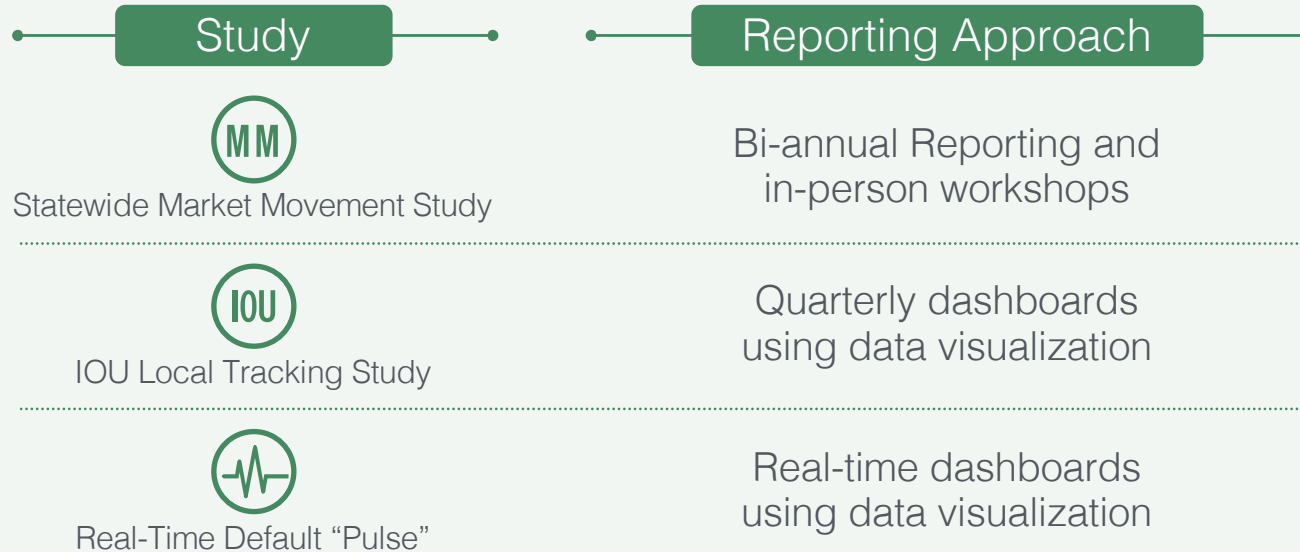 Study
Reporting Approach
MM
Statewide Market Movement Study
Bi-annual Reporting and
in-person workshops
IOU
IOU Local Tracking Study
Quarterly dashboards
using data visualization
Real-Time Default “Pulse”
Real-time dashboards
using data visualization